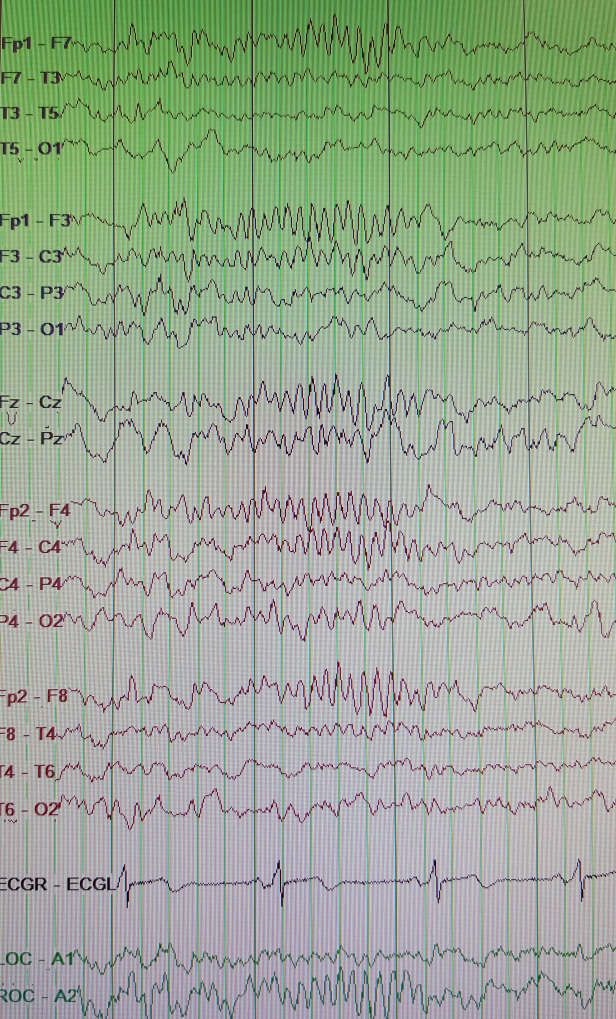 Fp1 - F7
F7 - T3
T3 - T5
T5 - O1
Fp1 - F3
F3 - C3
C3 - P3
P3 - O1
Fz - Cz
Cz - Pz
Fp2 - F4
F4 - C4
C4 - P4
P4 - O2
Fp2 - F8
F8 - T4
T4 - T6
T6 - O2
ECGR - ECGL
LOC - A1
ROC - A2